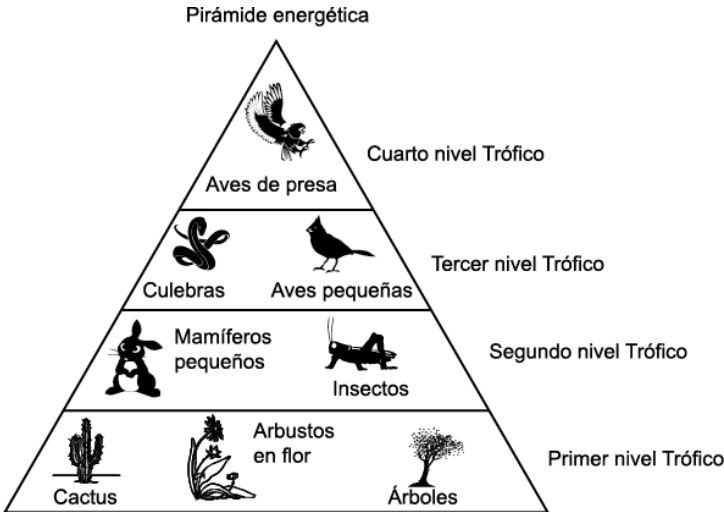 Pirámide energética
Cuarto nivel Trófico
Aves de presa
Tercer nivel Trófico
Culebras
Aves pequeñas
Mamíferos
pequeños
Segundo nivel Trófico
Insectos
Arbustos
en flor
Primer nivel Trófico
Cactus
Árboles